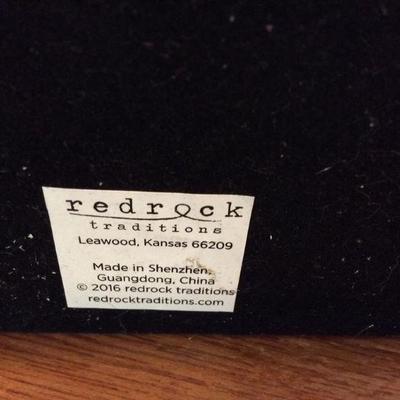 redrock
traditions
Leawood, Kansas 66209
Made in Shenzhen,
Guangdong, China
© 2016 redrock traditions
redrocktraditions.com